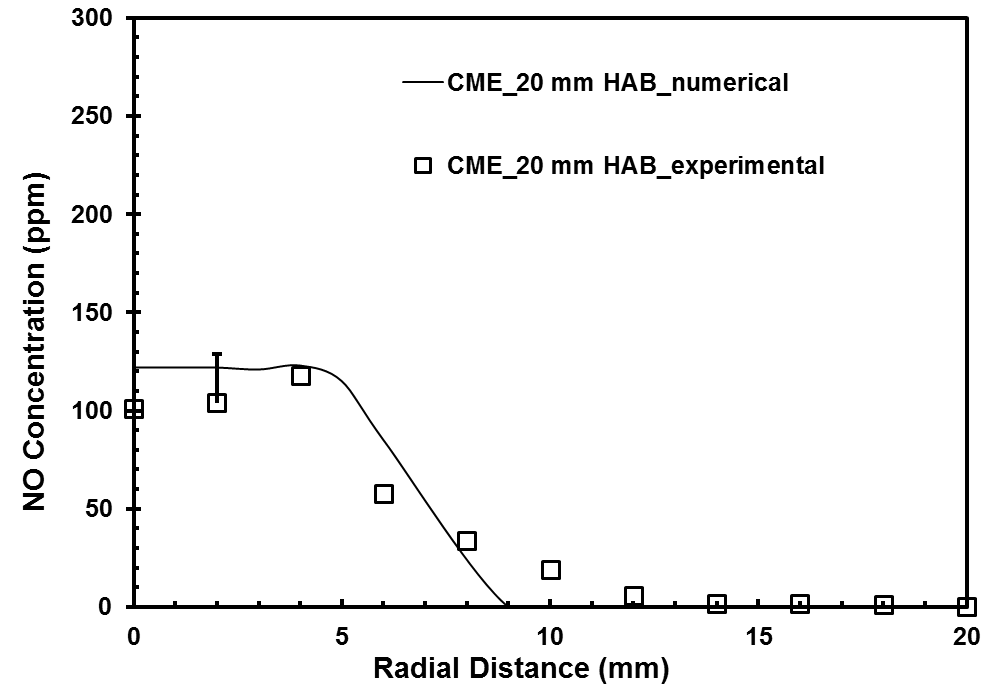 300
250
200
150
100
50
0
NO Concentration (ppm)
CME_20 mm HAB_numerical
CME_20 mm HAB_experimental
0 5 10 15 20
Radial Distance (mm)